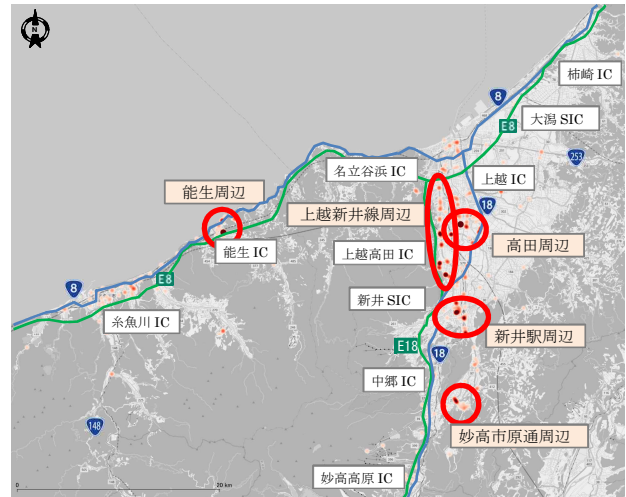 N
柿崎 IC
8
大潟 SIC
E8
253
名立谷浜 IC
上越 IC
能生周辺
18
上越新井線周辺
高田周辺
能生 IC
上越高田 IC
E8
8
新井 SIC
糸魚川 IC
新井駅周辺
E18
18
中郷 IC
148
妙高市原通周辺
妙高高原 IC
0
20 km